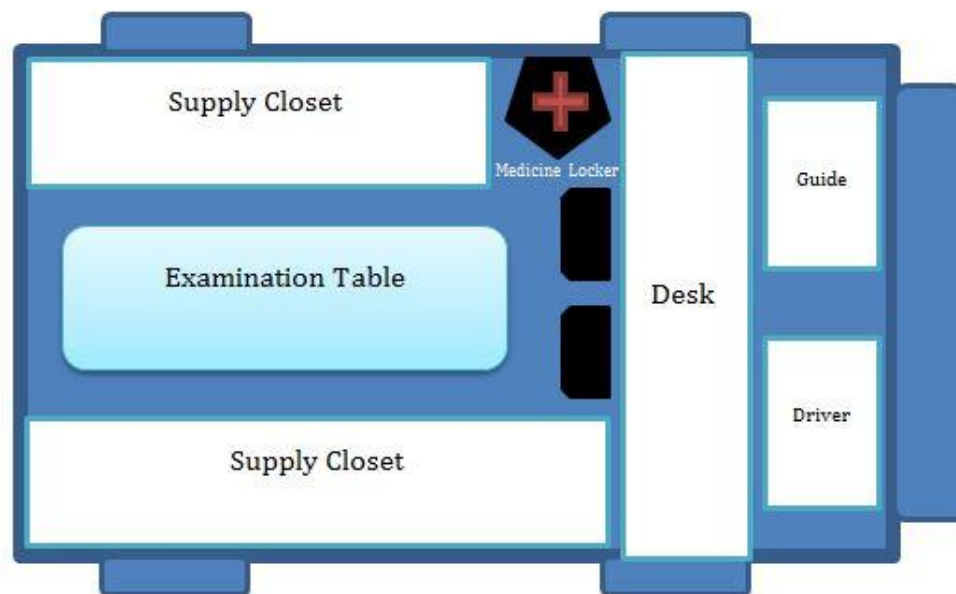 Supply Closet
Medicine Locker
Guide
Examination Table
Desk
Driver
Supply Closet